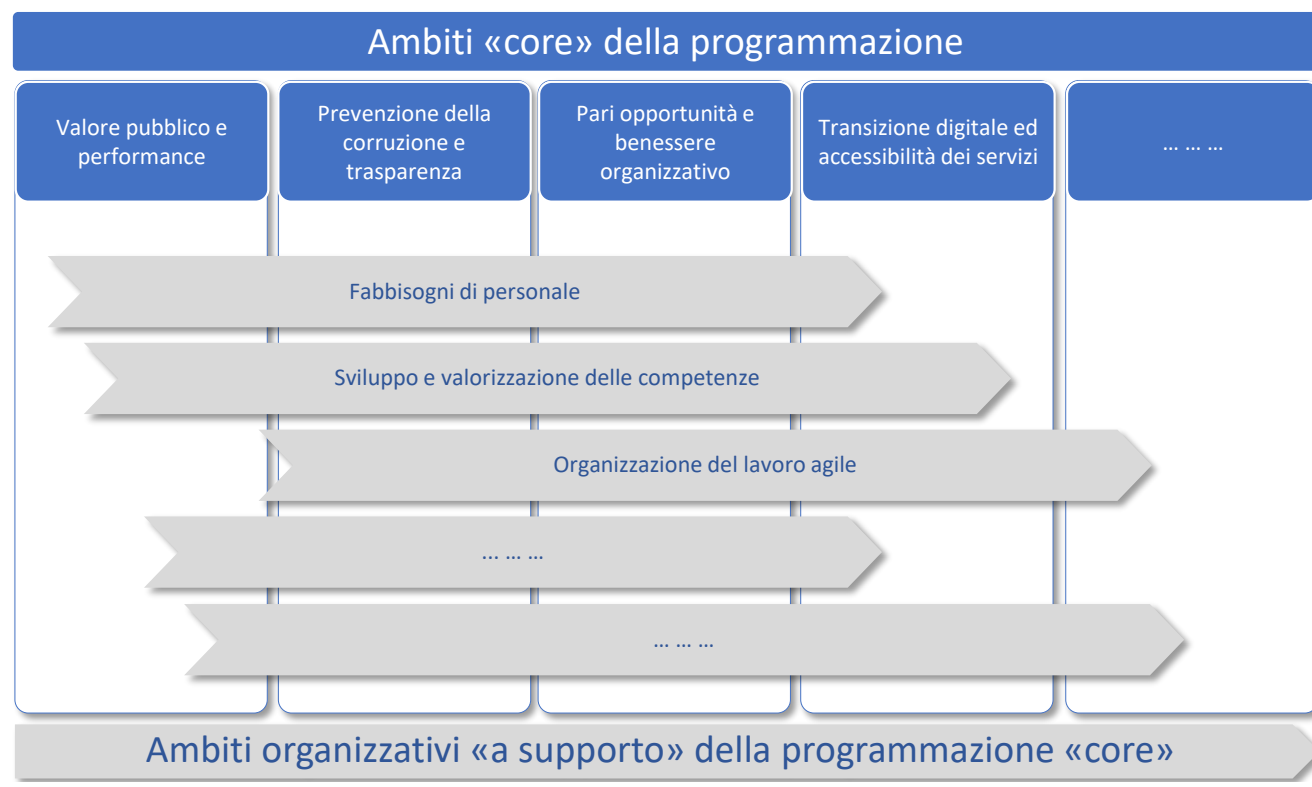 Ambiti «core» della programmazione
Valore pubblico e
performance
Prevenzione della
corruzione e
trasparenza
Pari opportunità e
benessere
organizzativo
Transizione digitale ed
accessibilità dei servizi
... ... ...
Fabbisogni di personale
Sviluppo e valorizzazione delle competenze
Organizzazione del lavoro agile
... ... ...
... ... ...
Ambiti organizzativi «a supporto» della programmazione «core»